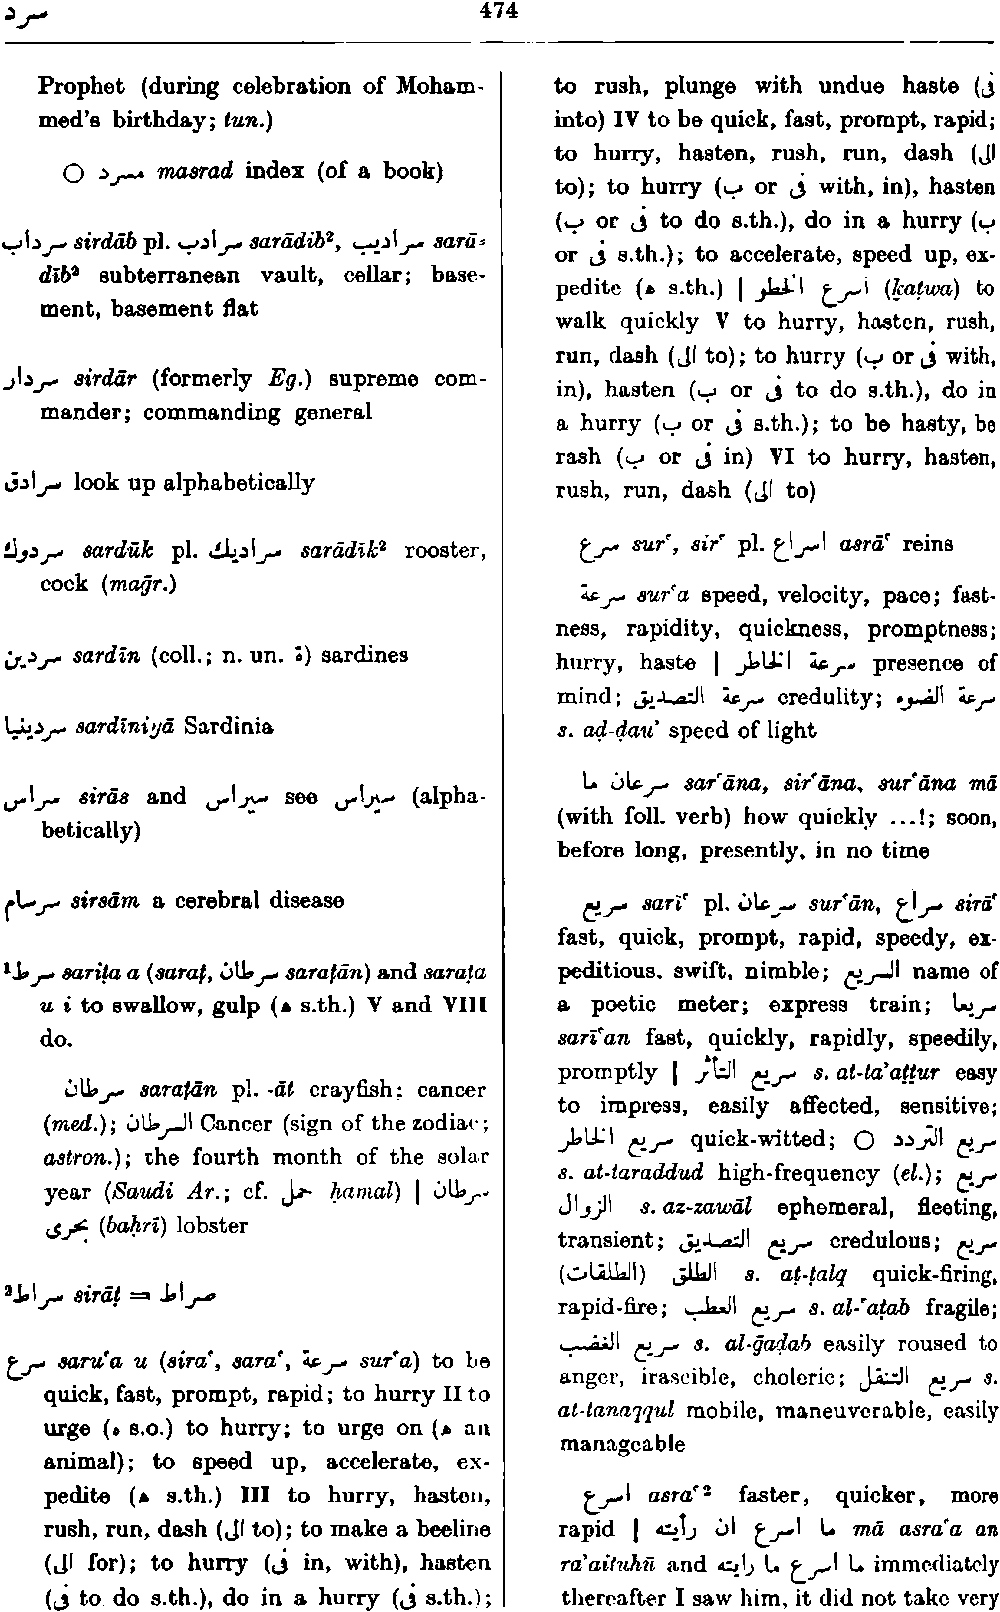 سرد
474
Prophet (during celebration of Moham-
med's birthday; tun.)
○ مسرد masrad index (of a book)
سرداب sirdāb pl. سرادب sarādib², سراديب sarā-
dīb² subterranean vault, cellar; base-
ment, basement flat
سردار sirdār (formerly Eg.) supreme com-
mander; commanding general
سرادق look up alphabetically
سردوك sardūk pl. سراديك sarādīk² rooster,
cock (maḡr.)
سردين sardīn (coll.; n. un. ة) sardines
سردينيا sardīniyā Sardinia
سراس sirās and سيراس see سيراس (alpha-
betically)
سرسام sirsām a cerebral disease
¹سرط sariṭa a (saraṭ, سرطان saraṭān) and saraṭa
u i to swallow, gulp (ه s.th.) V and VIII
do.
سرطان saraṭān pl. -āt crayfish; cancer
(med.); السرطان Cancer (sign of the zodiac;
astron.); the fourth month of the solar
year (Saudi Ar.; cf. حمل ḥamal) | سرطان
بحرى (baḥrī) lobster
²سراط sirāṭ = صراط
سرع saruʿa u (siraʿ, saraʿ, سرعة surʿa) to be
quick, fast, prompt, rapid; to hurry II to
urge (ه s.o.) to hurry; to urge on (ه an
animal); to speed up, accelerate, ex-
pedite (ه s.th.) III to hurry, hasten,
rush, run, dash (الى to); to make a beeline
(الى for); to hurry (فى in, with), hasten
(فى to do s.th.), do in a hurry (فى s.th.);
to rush, plunge with undue haste (فى
into) IV to be quick, fast, prompt, rapid;
to hurry, hasten, rush, run, dash (الى
to); to hurry (ب or فى with, in), hasten
(ب or فى to do s.th.), do in a hurry (ب
or فى s.th.); to accelerate, speed up, ex-
pedite (ه s.th.) | اسرع الخطو (ḵaṭwa) to
walk quickly V to hurry, hasten, rush,
run, dash (الى to); to hurry (ب or فى with,
in), hasten (ب or فى to do s.th.), do in
a hurry (ب or فى s.th.); to be hasty, be
rash (ب or فى in) VI to hurry, hasten,
rush, run, dash (الى to)
سرع surʿ, sirʿ pl. اسراع asrāʿ reins
سرعة surʿa speed, velocity, pace; fast-
ness, rapidity, quickness, promptness;
hurry, haste | سرعة الخاطر presence of
mind; سرعة التصديق credulity; سرعة الضوء
s. aḍ-ḍauʾ speed of light
سرعان ما sarʿāna, sirʿāna, surʿāna mā
(with foll. verb) how quickly ...!; soon,
before long, presently, in no time
سريع sarīʿ pl. سرعان surʿān, سراع sirāʿ
fast, quick, prompt, rapid, speedy, ex-
peditious, swift, nimble; السريع name of
a poetic meter; express train; سريعا
sarīʿan fast, quickly, rapidly, speedily,
promptly | سريع التأثر s. at-taʾaṯṯur easy
to impress, easily affected, sensitive;
سريع الخاطر quick-witted; ○ سريع التردد
s. at-taraddud high-frequency (el.); سريع
الزوال s. az-zawāl ephemeral, fleeting,
transient; سريع التصديق credulous; سريع
الطلق (الطلقات) s. aṭ-ṭalq quick-firing,
rapid-fire; سريع العطب s. al-ʿaṭab fragile;
سريع الغضب s. al-ḡaḍab easily roused to
anger, irascible, choleric; سريع التنقل s.
at-tanaqqul mobile, maneuverable, easily
manageable
اسرع asraʿ² faster, quicker, more
rapid | ما اسرع ان رأيته mā asraʿa an
raʾaituhū and ما اسرع ما رايته immediately
thereafter I saw him, it did not take very